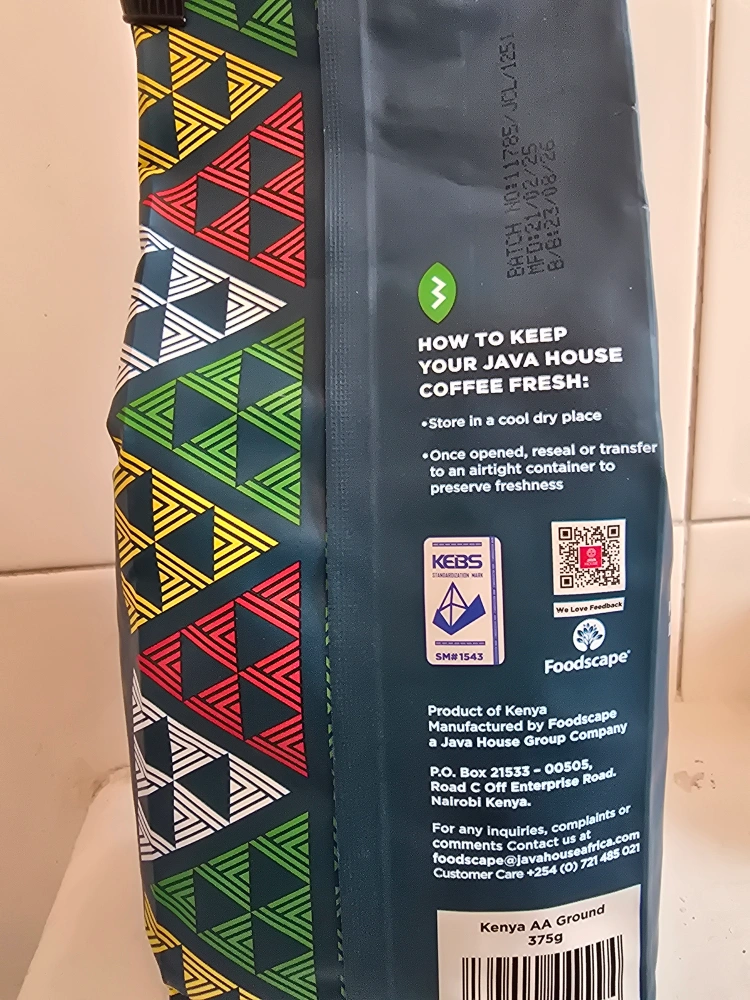 BATCH NO:11785/JCL/1251
MFD:21/02/25
B/B:23/08/26
HOW TO KEEP
YOUR JAVA HOUSE
COFFEE FRESH:
•Store in a cool dry place
•Once opened, reseal or transfer
to an airtight container to
preserve freshness
KEBS
STANDARDIZATION MARK
SM#1543
We Love Feedback
Foodscape
Product of Kenya
Manufactured by Foodscape
a Java House Group Company
P.O. Box 21533 – 00505,
Road C Off Enterprise Road.
Nairobi Kenya.
For any inquiries, complaints or
comments Contact us at
foodscape@javahouseafrica.com
Customer Care +254 (0) 721 485 021
Kenya AA Ground
375g